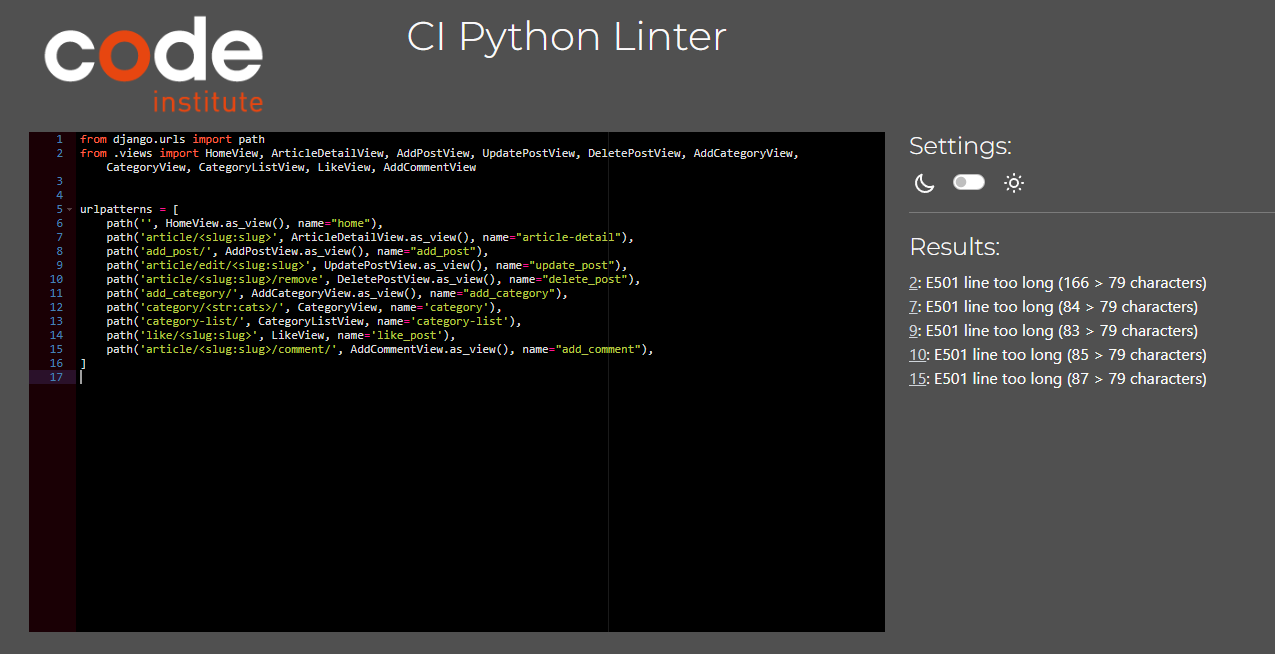 code
institute
CI Python Linter
1 from django.urls import path
2 from .views import HomeView, ArticleDetailView, AddPostView, UpdatePostView, DeletePostView, AddCategoryView,
CategoryView, CategoryListView, LikeView, AddCommentView
3
4
5 urlpatterns = [
6 path('', HomeView.as_view(), name="home"),
7 path('article/<slug:slug>', ArticleDetailView.as_view(), name="article-detail"),
8 path('add_post/', AddPostView.as_view(), name="add_post"),
9 path('article/edit/<slug:slug>', UpdatePostView.as_view(), name="update_post"),
10 path('article/<slug:slug>/remove', DeletePostView.as_view(), name="delete_post"),
11 path('add_category/', AddCategoryView.as_view(), name="add_category"),
12 path('category/<str:cats>/', CategoryView, name='category'),
13 path('category-list/', CategoryListView, name='category-list'),
14 path('like/<slug:slug>', LikeView, name='like_post'),
15 path('article/<slug:slug>/comment/', AddCommentView.as_view(), name="add_comment"),
16 ]
17
Settings:
Results:
2: E501 line too long (166 > 79 characters)
7: E501 line too long (84 > 79 characters)
9: E501 line too long (83 > 79 characters)
10: E501 line too long (85 > 79 characters)
15: E501 line too long (87 > 79 characters)